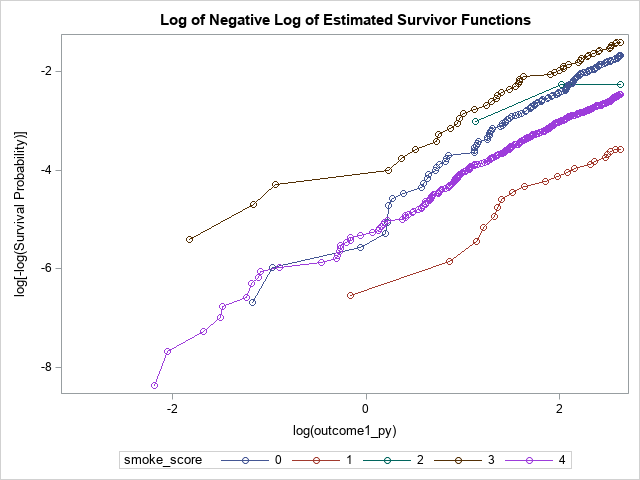 Log of Negative Log of Estimated Survivor Functions
log[-log(Survival Probability)]
-2
-4
-6
-8
-2 0 2
log(outcome1_py)
smoke_score 0 1 2 3 4